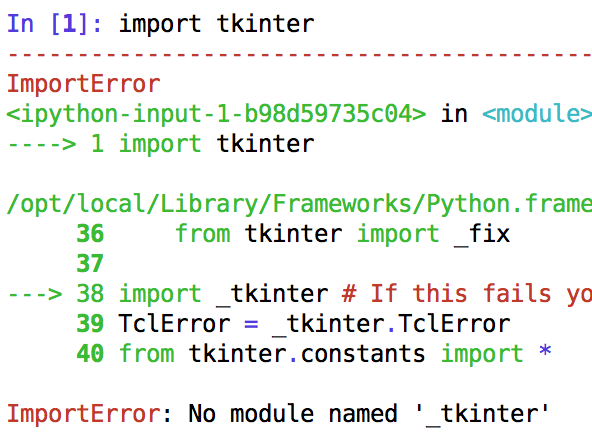 In [1]: import tkinter
---------------------------------------------------
ImportError
<ipython-input-1-b98d59735c04> in <module>
----> 1 import tkinter
/opt/local/Library/Frameworks/Python.frame
36     from tkinter import _fix
37
---> 38 import _tkinter # If this fails yo
39 TclError = _tkinter.TclError
40 from tkinter.constants import *
ImportError: No module named '_tkinter'